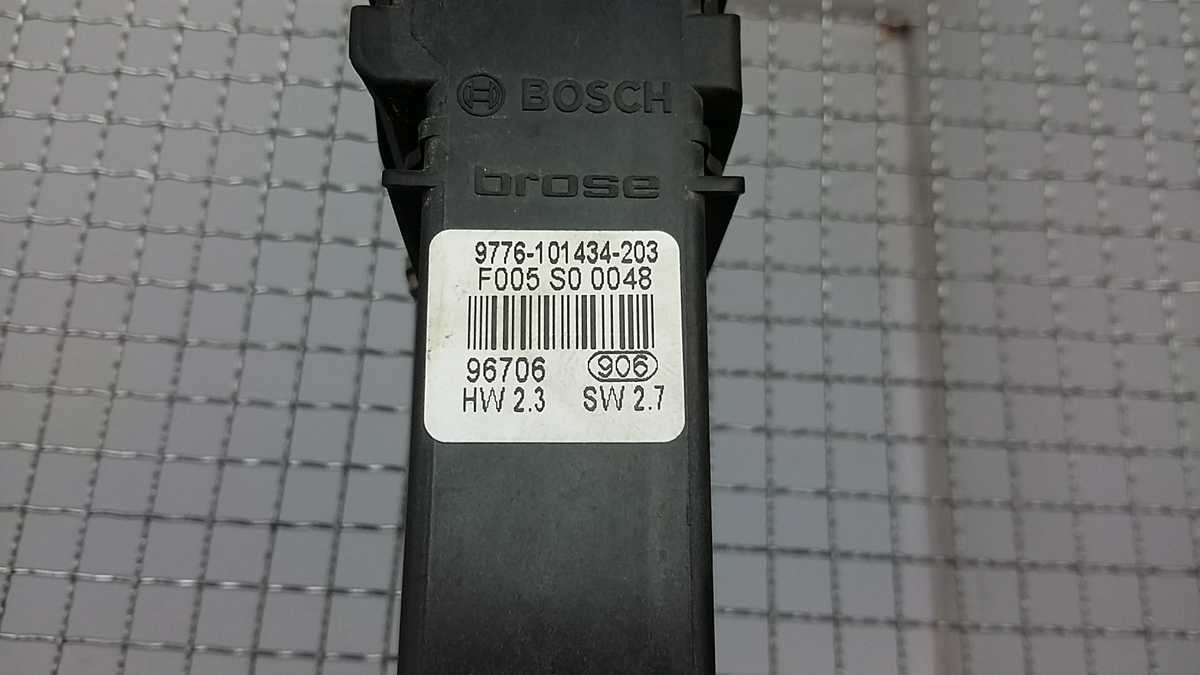 BOSCH
brose
9776-101434-203
F005 S0 0048
96706 906
HW 2.3 SW 2.7